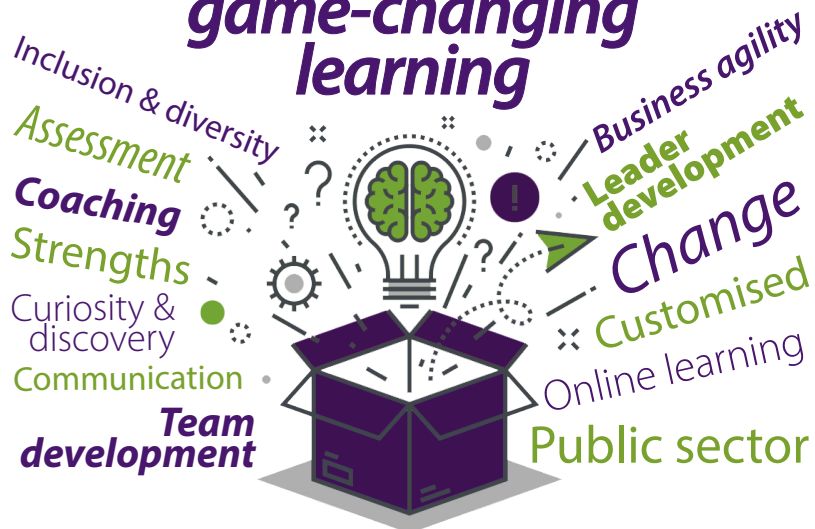 game-changing
learning
Inclusion & diversity
Assessment
Coaching
Strengths
Curiosity &
discovery
Communication
Team
development
Business agility
Leader
development
Change
Customised
Online learning
Public sector
?
?
?
!